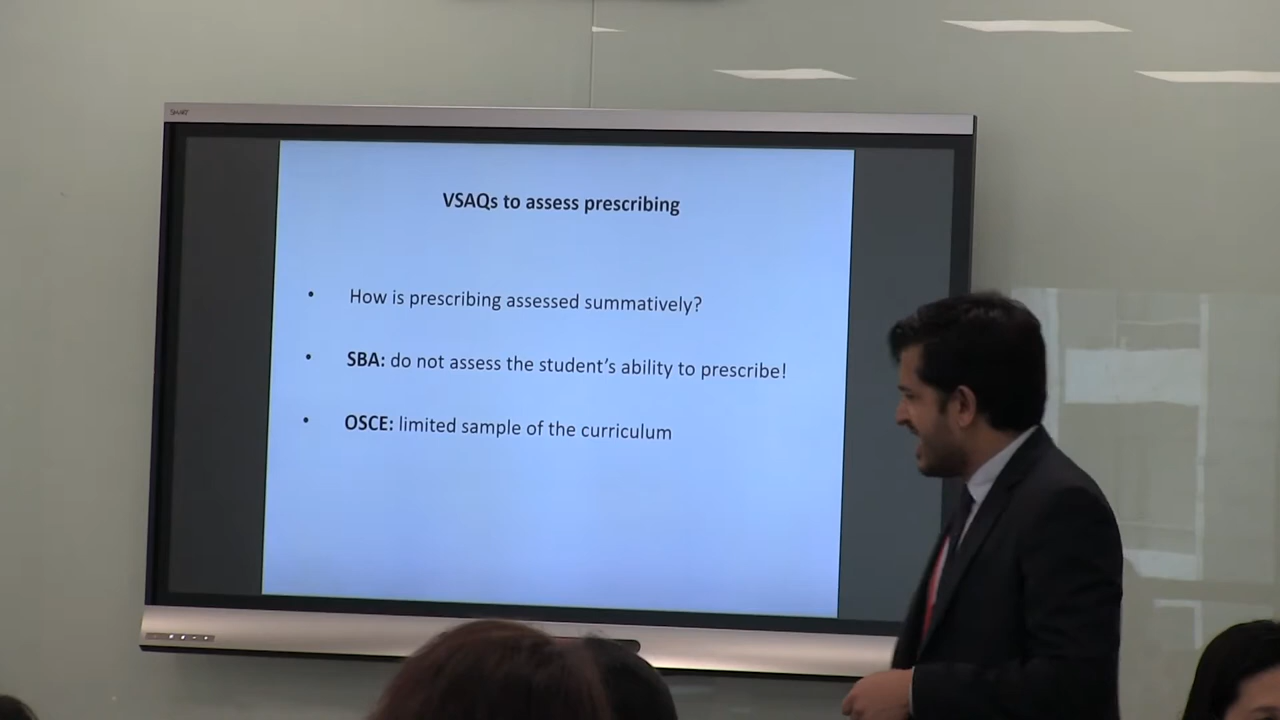 SMART
VSAQs to assess prescribing
• How is prescribing assessed summatively?
• SBA: do not assess the student's ability to prescribe!
• OSCE: limited sample of the curriculum